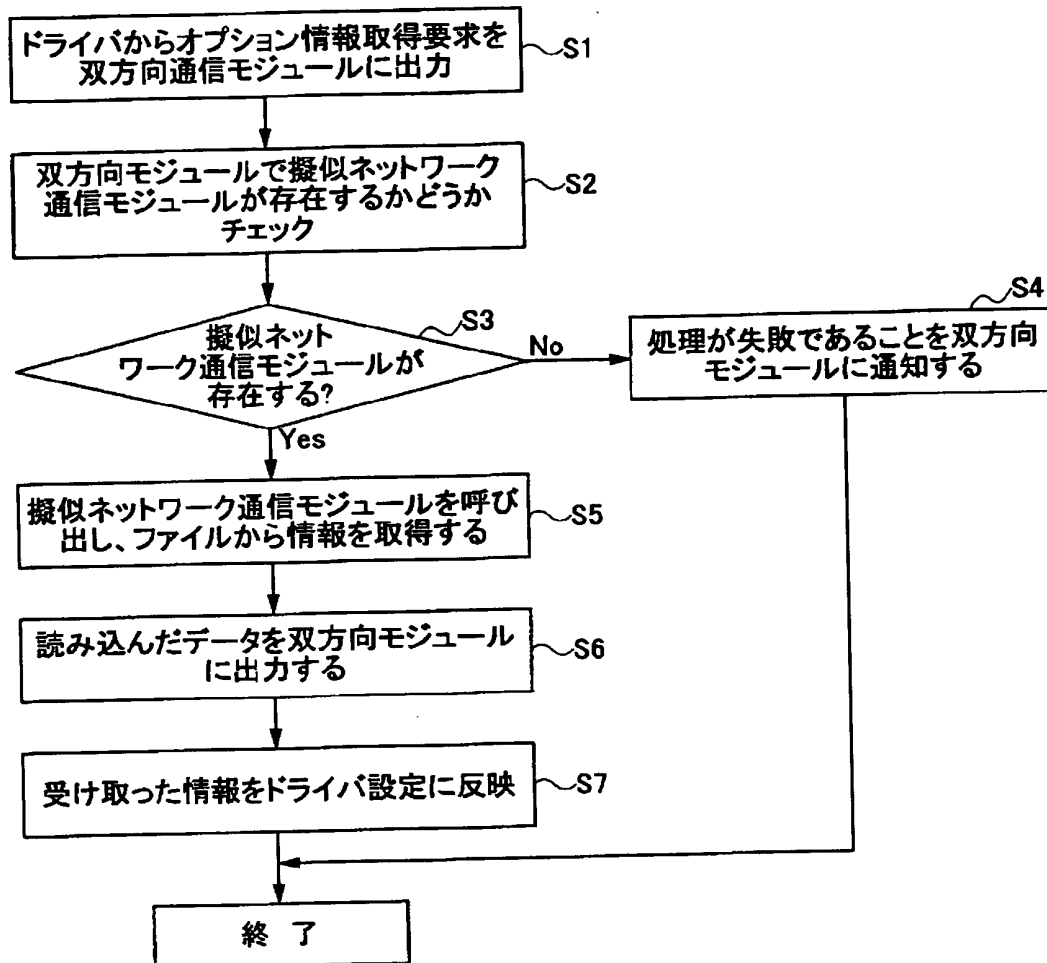 ドライバからオプション情報取得要求を
双方向通信モジュールに出力
S1
双方向モジュールで擬似ネットワーク
通信モジュールが存在するかどうか
チェック
S2
擬似ネット
ワーク通信モジュールが
存在する?
S3
No
Yes
処理が失敗であることを双方向
モジュールに通知する
S4
擬似ネットワーク通信モジュールを呼び
出し、ファイルから情報を取得する
S5
読み込んだデータを双方向モジュール
に出力する
S6
受け取った情報をドライバ設定に反映
S7
終 了